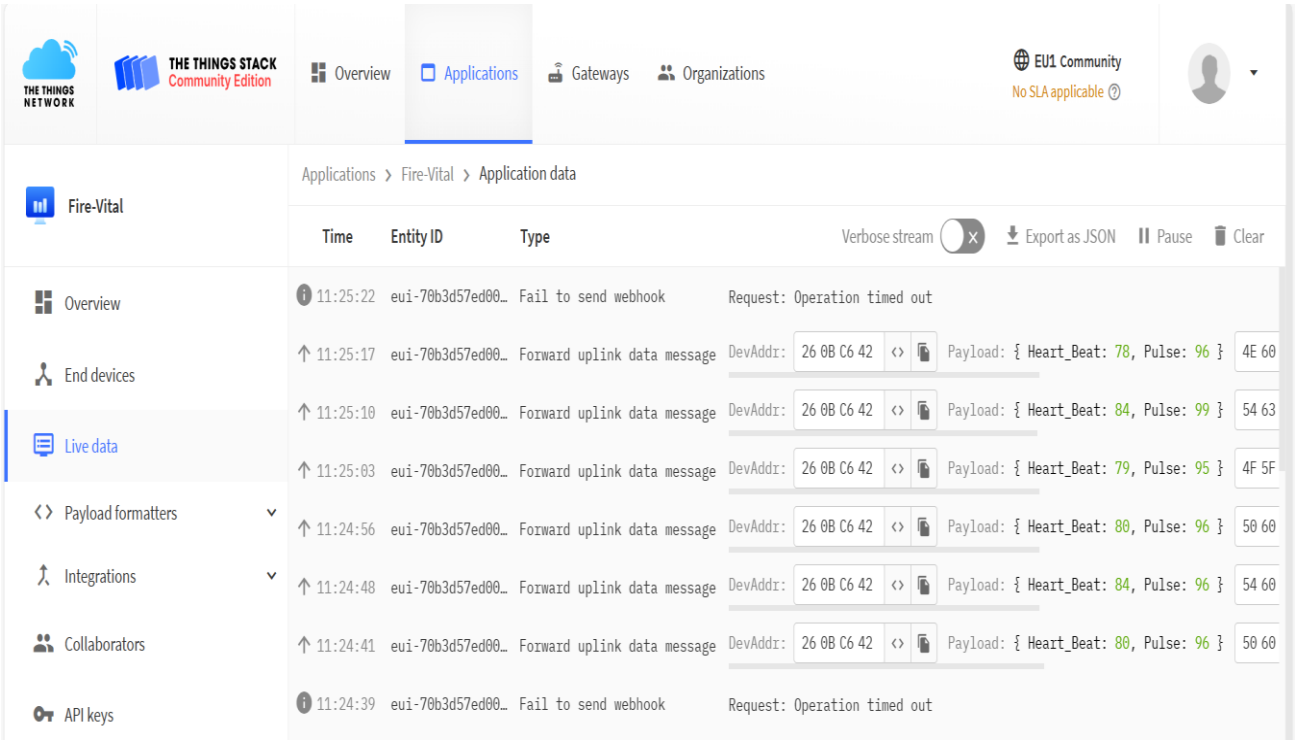 THE THINGS
NETWORK
THE THINGS STACK
Community Edition
Overview
Applications
Gateways
Organizations
EU1 Community
No SLA applicable
Applications > Fire-Vital > Application data
Fire-Vital
Time Entity ID Type Verbose stream Export as JSON Pause Clear
Overview
End devices
Live data
Payload formatters
Integrations
Collaborators
API keys
11:25:22 eui-70b3d57ed00… Fail to send webhook Request: Operation timed out
11:25:17 eui-70b3d57ed00… Forward uplink data message DevAddr: 26 0B C6 42 <> Payload: { Heart_Beat: 78, Pulse: 96 } 4E 60
11:25:10 eui-70b3d57ed00… Forward uplink data message DevAddr: 26 0B C6 42 <> Payload: { Heart_Beat: 84, Pulse: 99 } 54 63
11:25:03 eui-70b3d57ed00… Forward uplink data message DevAddr: 26 0B C6 42 <> Payload: { Heart_Beat: 79, Pulse: 95 } 4F 5F
11:24:56 eui-70b3d57ed00… Forward uplink data message DevAddr: 26 0B C6 42 <> Payload: { Heart_Beat: 80, Pulse: 96 } 50 60
11:24:48 eui-70b3d57ed00… Forward uplink data message DevAddr: 26 0B C6 42 <> Payload: { Heart_Beat: 84, Pulse: 96 } 54 60
11:24:41 eui-70b3d57ed00… Forward uplink data message DevAddr: 26 0B C6 42 <> Payload: { Heart_Beat: 80, Pulse: 96 } 50 60
11:24:39 eui-70b3d57ed00… Fail to send webhook Request: Operation timed out